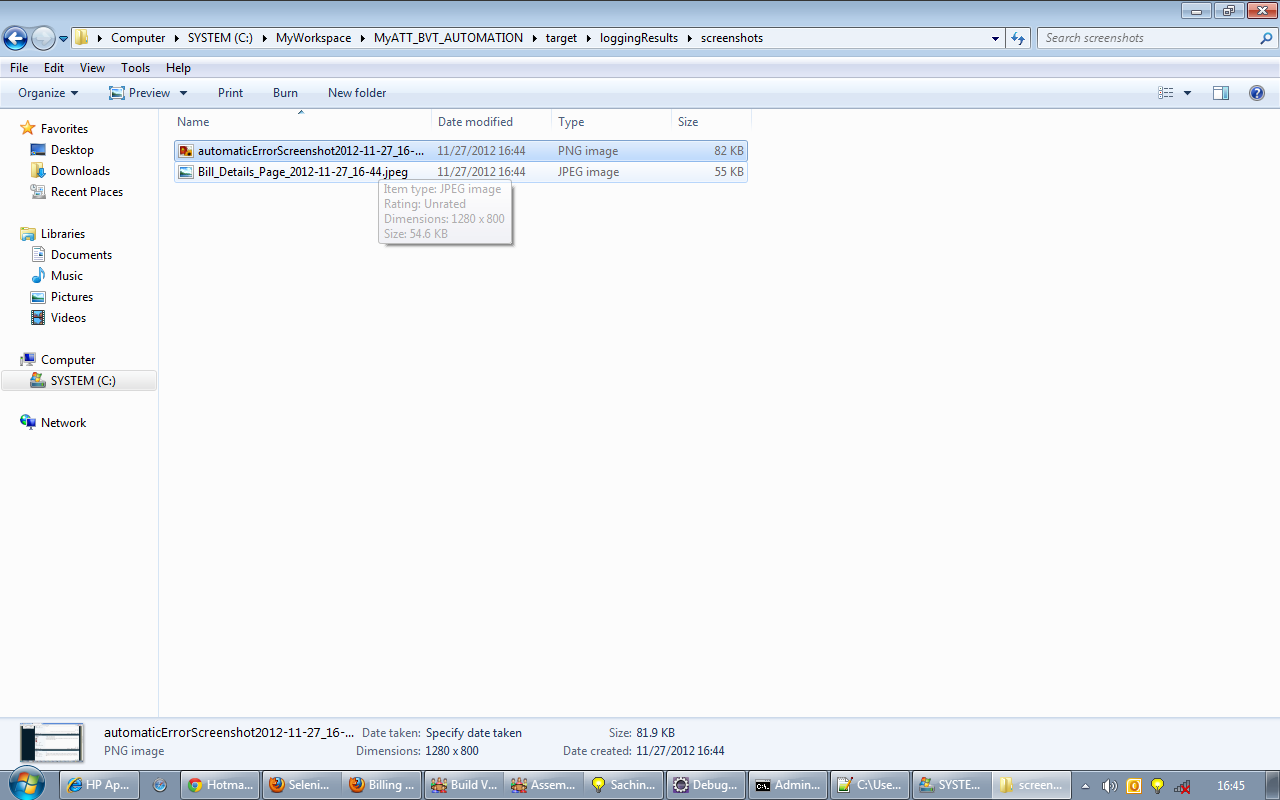 Computer SYSTEM (C:) MyWorkspace MyATT_BVT_AUTOMATION target loggingResults screenshots Search screenshots
File Edit View Tools Help
Organize Preview Print Burn New folder
Name Date modified Type Size
Favorites
Desktop
Downloads
Recent Places
Libraries
Documents
Music
Pictures
Videos
Computer
SYSTEM (C:)
Network
automaticErrorScreenshot2012-11-27_16-... 11/27/2012 16:44 PNG image 82 KB
Bill_Details_Page_2012-11-27_16-44.jpeg 11/27/2012 16:44 JPEG image 55 KB
Item type: JPEG image
Rating: Unrated
Dimensions: 1280 x 800
Size: 54.6 KB
automaticErrorScreenshot2012-11-27_16-... Date taken: Specify date taken Size: 81.9 KB
PNG image Dimensions: 1280 x 800 Date created: 11/27/2012 16:44
HP Ap... Hotma... Seleni... Billing ... Build V... Assem... Sachin... Debug... Admin... C:\Use... SYSTE... screen... 16:45